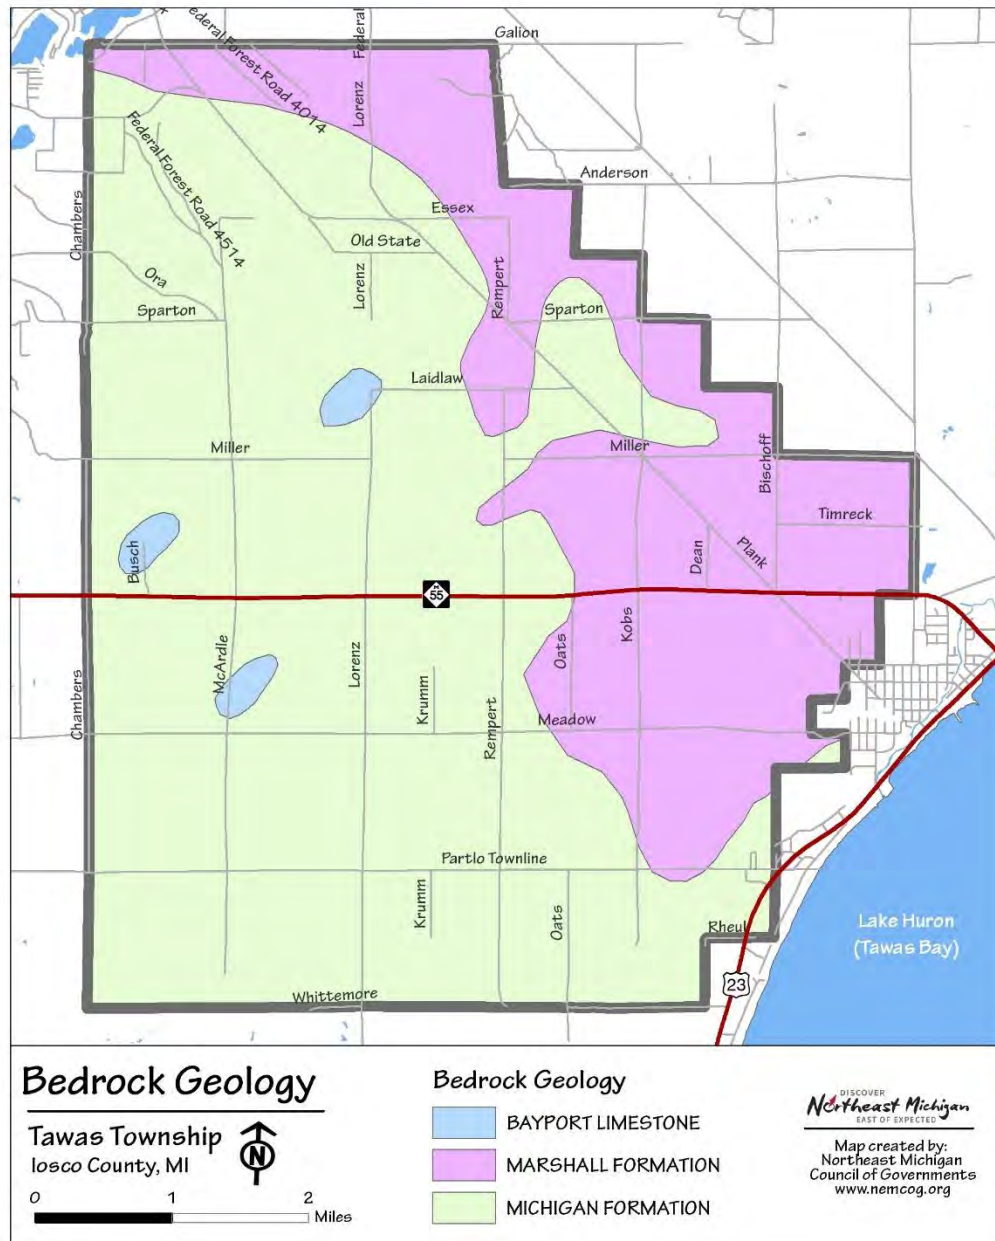 Galion
Federal Forest Road 4014
Federal
Lorenz
Anderson
Federal Forest Road 4514
Chambers
Essex
Old State
Ora
Lorenz
Rempert
Sparton
Sparton
Laidlaw
Miller
Miller
Bischoff
Timreck
Busch
Dean
Plank
55
McArdle
Lorenz
Kobs
Oats
Chambers
Krumm
Rempert
Meadow
Partlo Townline
Krumm
Oats
Rheul
Lake Huron
(Tawas Bay)
23
Whittemore
Bedrock Geology
Tawas Township
Iosco County, MI
N
0 1 2
Miles
Bedrock Geology
BAYPORT LIMESTONE
MARSHALL FORMATION
MICHIGAN FORMATION
DISCOVER
Northeast Michigan
EAST OF EXPECTED
Map created by:
Northeast Michigan
Council of Governments
www.nemcog.org